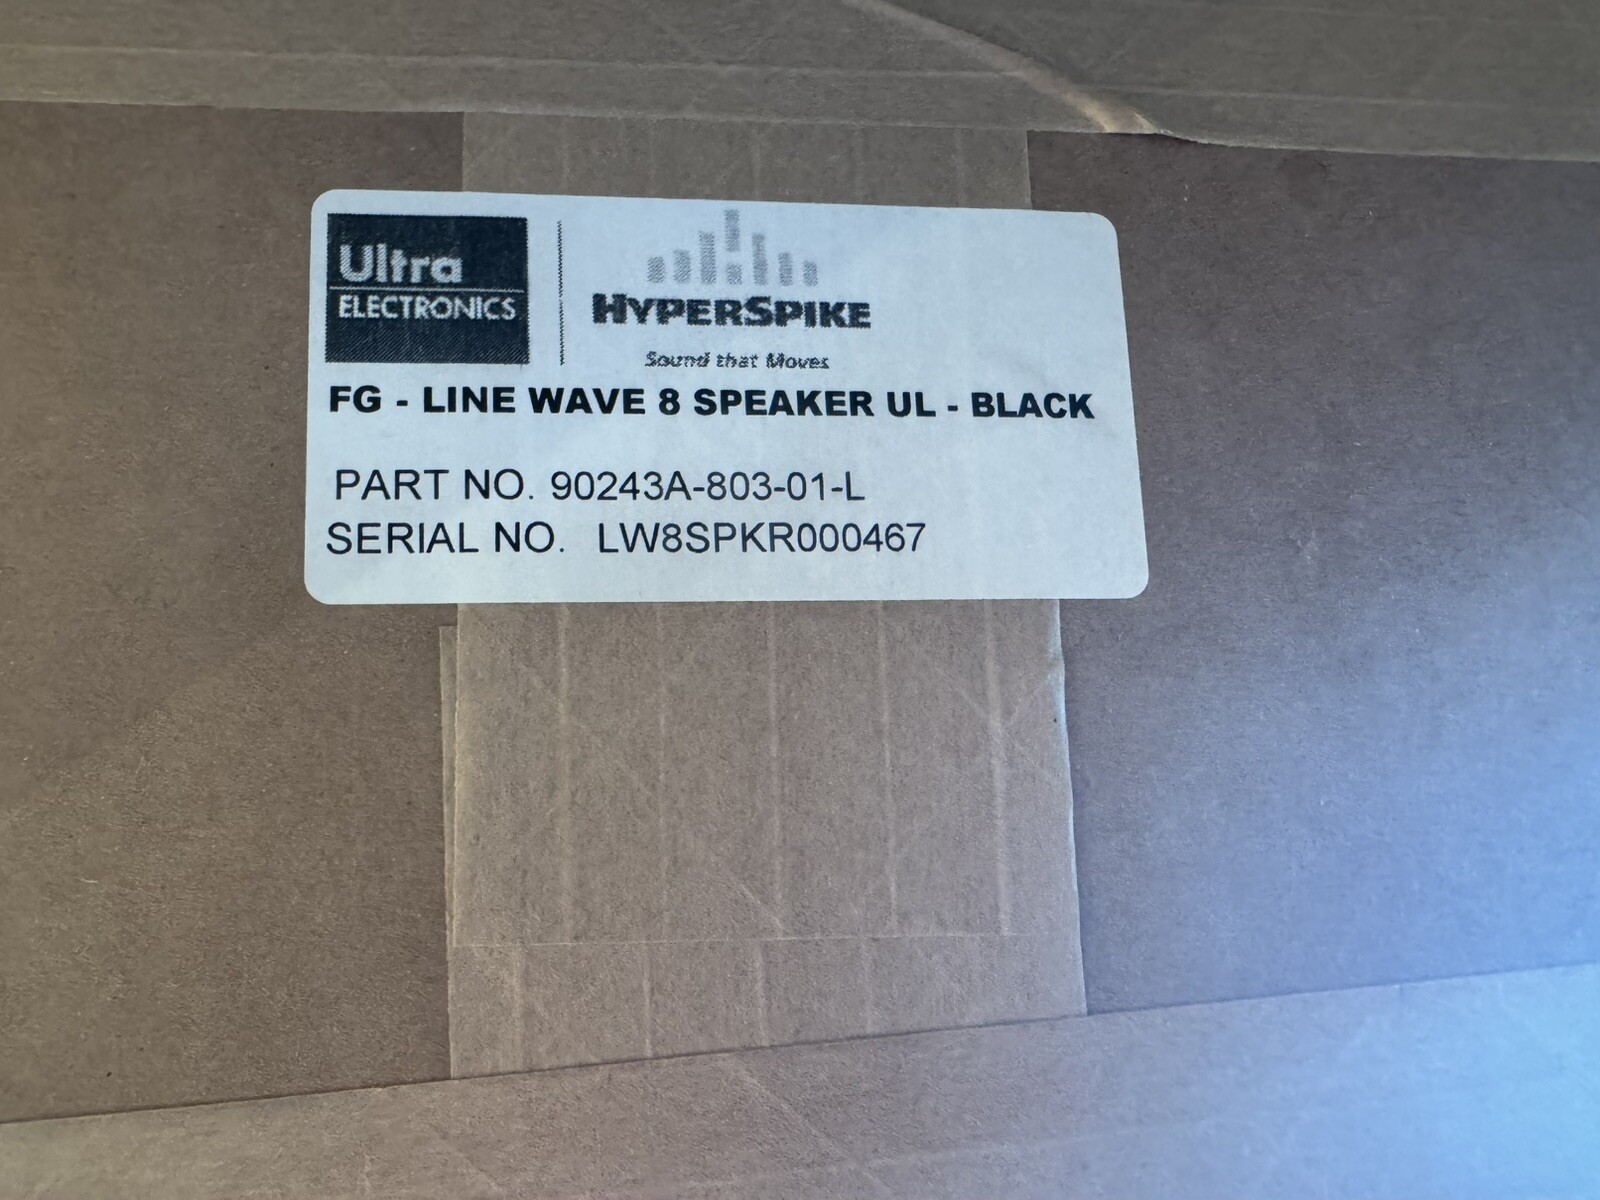 Ultra
ELECTRONICS
HYPERSPIKE
Sound that Moves
FG - LINE WAVE 8 SPEAKER UL - BLACK
PART NO. 90243A-803-01-L
SERIAL NO. LW8SPKR000467